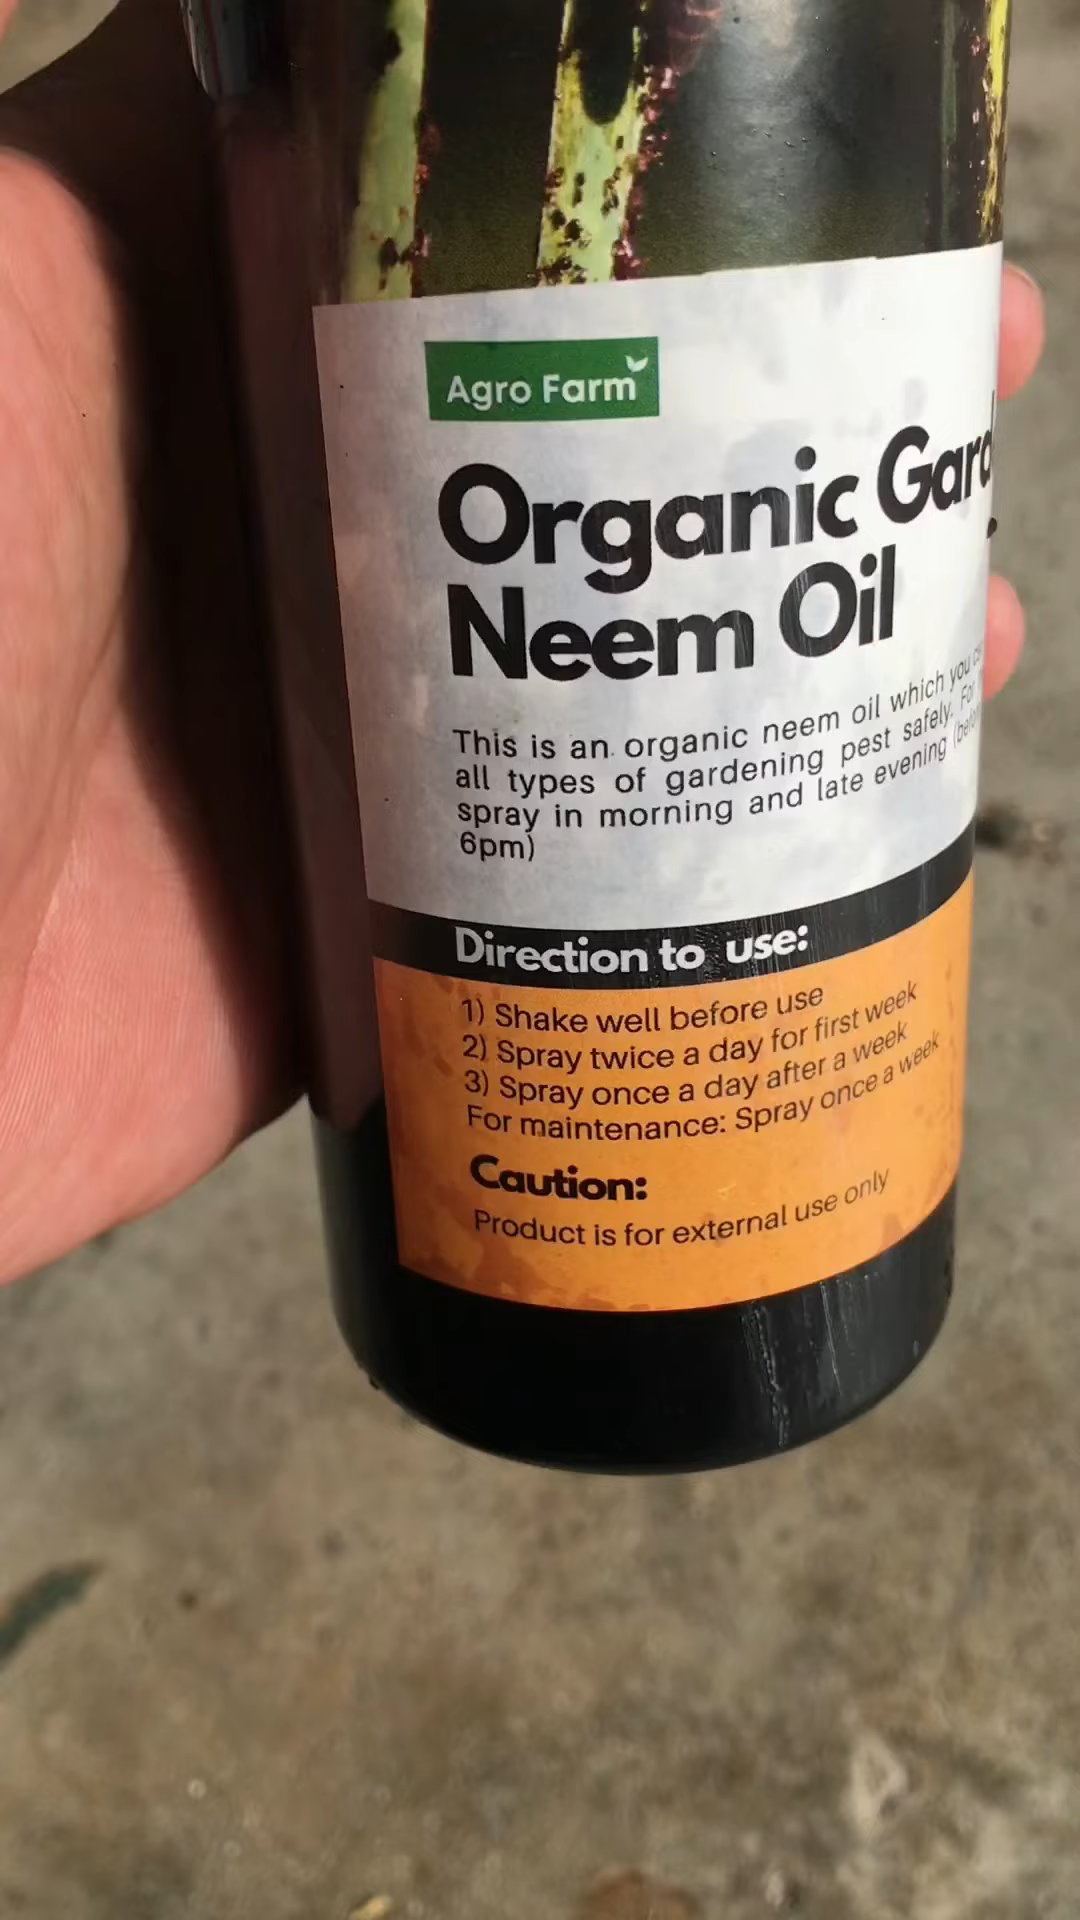 Agro Farm
Organic
Neem Oil
This is an organic neem oil which you
all types of gardening pest safely. For
spray in morning and late evening
6pm)
Direction to use:
1) Shake well before use
2) Spray twice a day for first week
3) Spray once a day after a week
For maintenance: Spray once a week
Caution:
Product is for external use only